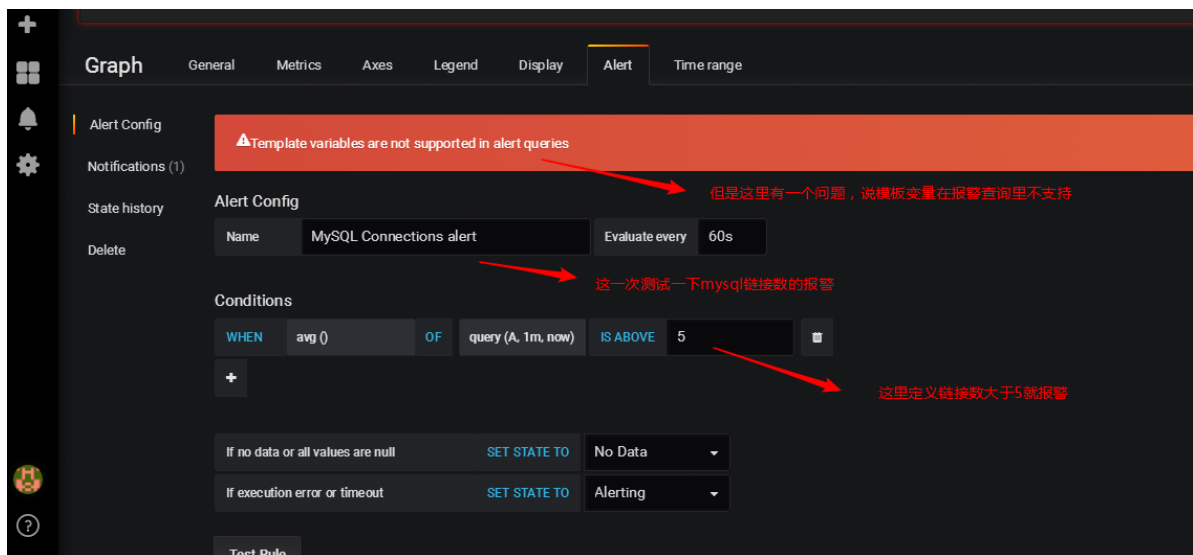 Graph General Metrics Axes Legend Display Alert Time range
Alert Config
Notifications (1)
State history
Delete
Template variables are not supported in alert queries
但是这里有一个问题，说模板变量在报警查询里不支持
Alert Config
Name MySQL Connections alert Evaluate every 60s
这一次测试一下mysql链接数的报警
Conditions
WHEN avg () OF query (A, 1m, now) IS ABOVE 5
这里定义链接数大于5就报警
If no data or all values are null SET STATE TO No Data
If execution error or timeout SET STATE TO Alerting
Test Rule